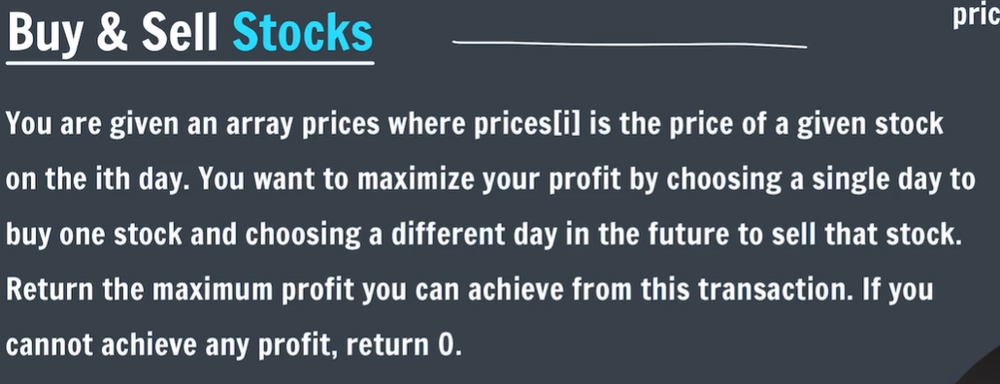 Buy & Sell Stocks
You are given an array prices where prices[i] is the price of a given stock
on the ith day. You want to maximize your profit by choosing a single day to
buy one stock and choosing a different day in the future to sell that stock.
Return the maximum profit you can achieve from this transaction. If you
cannot achieve any profit, return 0.